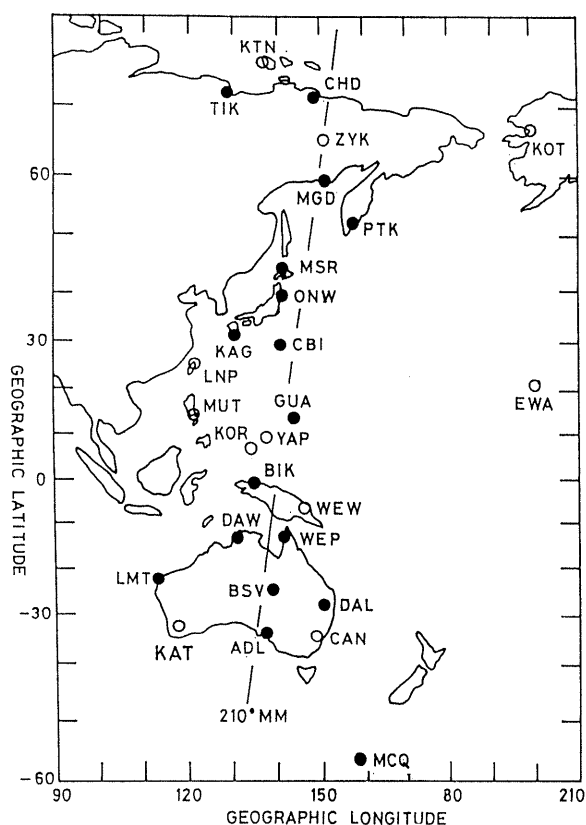 KTN
CHD
TIK
ZYK
KOT
60
MGD
PTK
MSR
ONW
30
KAG
CBI
LNP
GUA
EWA
MUT
KOR
YAP
BIK
0
WEW
DAW
WEP
LMT
BSV
DAL
-30
KAT
ADL
CAN
210° MM
MCQ
-60
90
120
150
80
210
GEOGRAPHIC LONGITUDE
GEOGRAPHIC LATITUDE